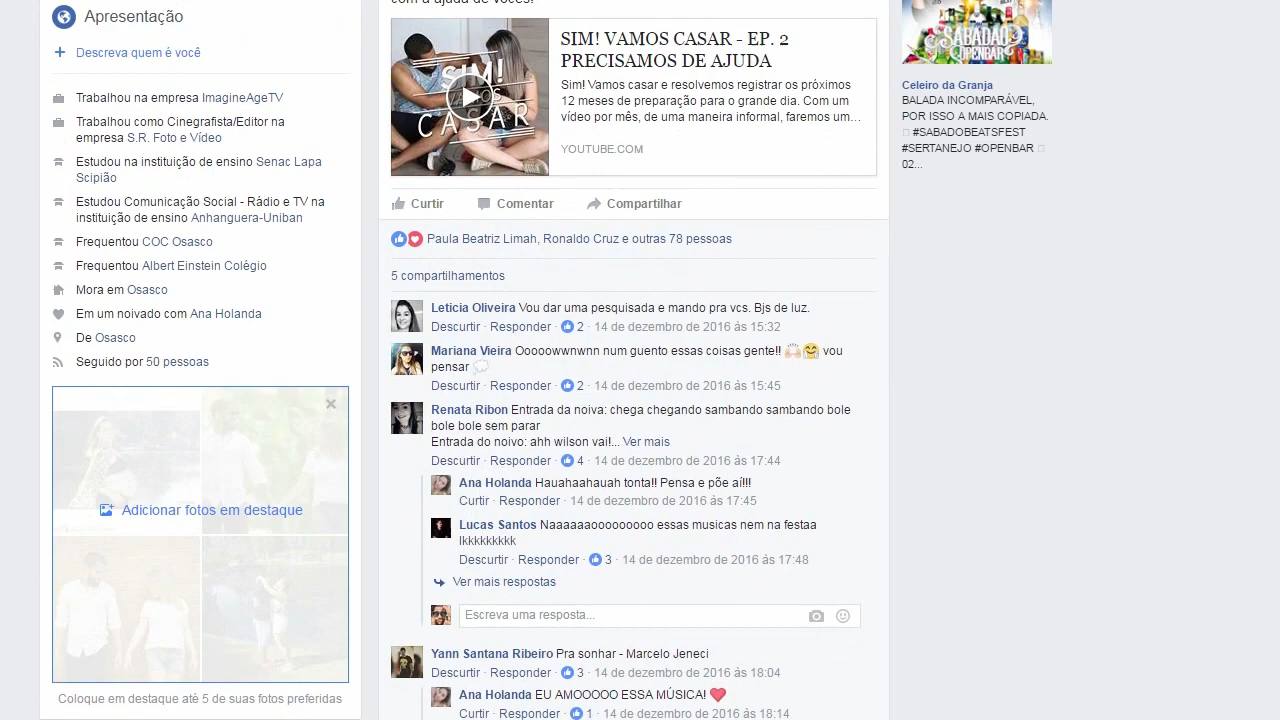 Apresentação
Descreva quem é você
Trabalhou na empresa ImagineAgeTV
Trabalhou como Cinegrafista/Editor na
empresa S.R. Foto e Vídeo
Estudou na instituição de ensino Senac Lapa
Scipião
Estudou Comunicação Social - Rádio e TV na
instituição de ensino Anhanguera-Uniban
Frequentou COC Osasco
Frequentou Albert Einstein Colégio
Mora em Osasco
Em um noivado com Ana Holanda
De Osasco
Seguido por 50 pessoas
Adicionar fotos em destaque
Coloque em destaque até 5 de suas fotos preferidas
com a ajuda de vocês!
SIM!
VAMOS
CASAR
SIM! VAMOS CASAR - EP. 2
PRECISAMOS DE AJUDA
Sim! Vamos casar e resolvemos registrar os próximos
12 meses de preparação para o grande dia. Com um
vídeo por mês, de uma maneira informal, faremos um…
YOUTUBE.COM
Curtir Comentar Compartilhar
Paula Beatriz Limah, Ronaldo Cruz e outras 78 pessoas
5 compartilhamentos
Leticia Oliveira Vou dar uma pesquisada e mando pra vcs. Bjs de luz.
Descurtir · Responder · 2 · 14 de dezembro de 2016 às 15:32
Mariana Vieira Ooooowwnwnn num guento essas coisas gente!! 🙌🏻🤗 vou
pensar 💭
Descurtir · Responder · 2 · 14 de dezembro de 2016 às 15:45
Renata Ribon Entrada da noiva: chega chegando sambando sambando bole
bole bole sem parar
Entrada do noivo: ahh wilson vai!... Ver mais
Descurtir · Responder · 4 · 14 de dezembro de 2016 às 17:44
Ana Holanda Hauahaahauah tonta!! Pensa e põe aí!!!
Curtir · Responder · 14 de dezembro de 2016 às 17:45
Lucas Santos Naaaaaaooooooooo essas musicas nem na festaa
lkkkkkkkkk
Descurtir · Responder · 3 · 14 de dezembro de 2016 às 17:48
Ver mais respostas
Escreva uma resposta...
Yann Santana Ribeiro Pra sonhar - Marcelo Jeneci
Descurtir · Responder · 3 · 14 de dezembro de 2016 às 18:04
Ana Holanda EU AMOOOOO ESSA MÚSICA! ❤
Curtir · Responder · 1 · 14 de dezembro de 2016 às 18:14
SABADÃO
OPENBAR
Celeiro da Granja
BALADA INCOMPARÁVEL,
POR ISSO A MAIS COPIADA.
#SABADOBEATSFEST
#SERTANEJO #OPENBAR
02...